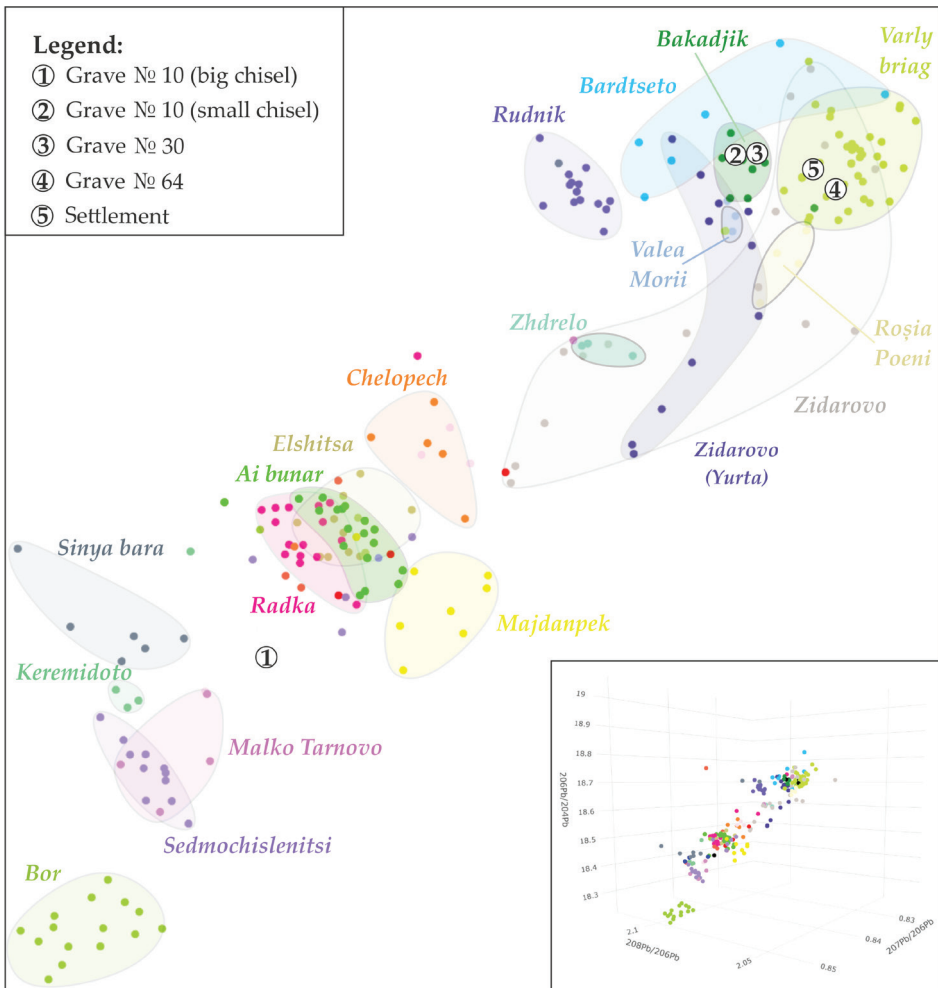 Legend:
① Grave № 10 (big chisel)
② Grave № 10 (small chisel)
③ Grave № 30
④ Grave № 64
⑤ Settlement
Bakadjik
Varly
briag
Bardtseto
Rudnik
②
③
⑤
④
Valea
Morii
Zhdrelo
Roșia
Poeni
Chelopech
Zidarovo
Elshitsa
Zidarovo
(Yurta)
Ai bunar
Sinya bara
Radka
Majdanpek
①
Keremidoto
Malko Tarnovo
Sedmochislenitsi
Bor
19
18.9
18.8
18.7
18.6
18.5
18.4
18.3
206Pb/204Pb
2.1
208Pb/206Pb
2.05
0.85
0.84
0.83
207Pb/206Pb